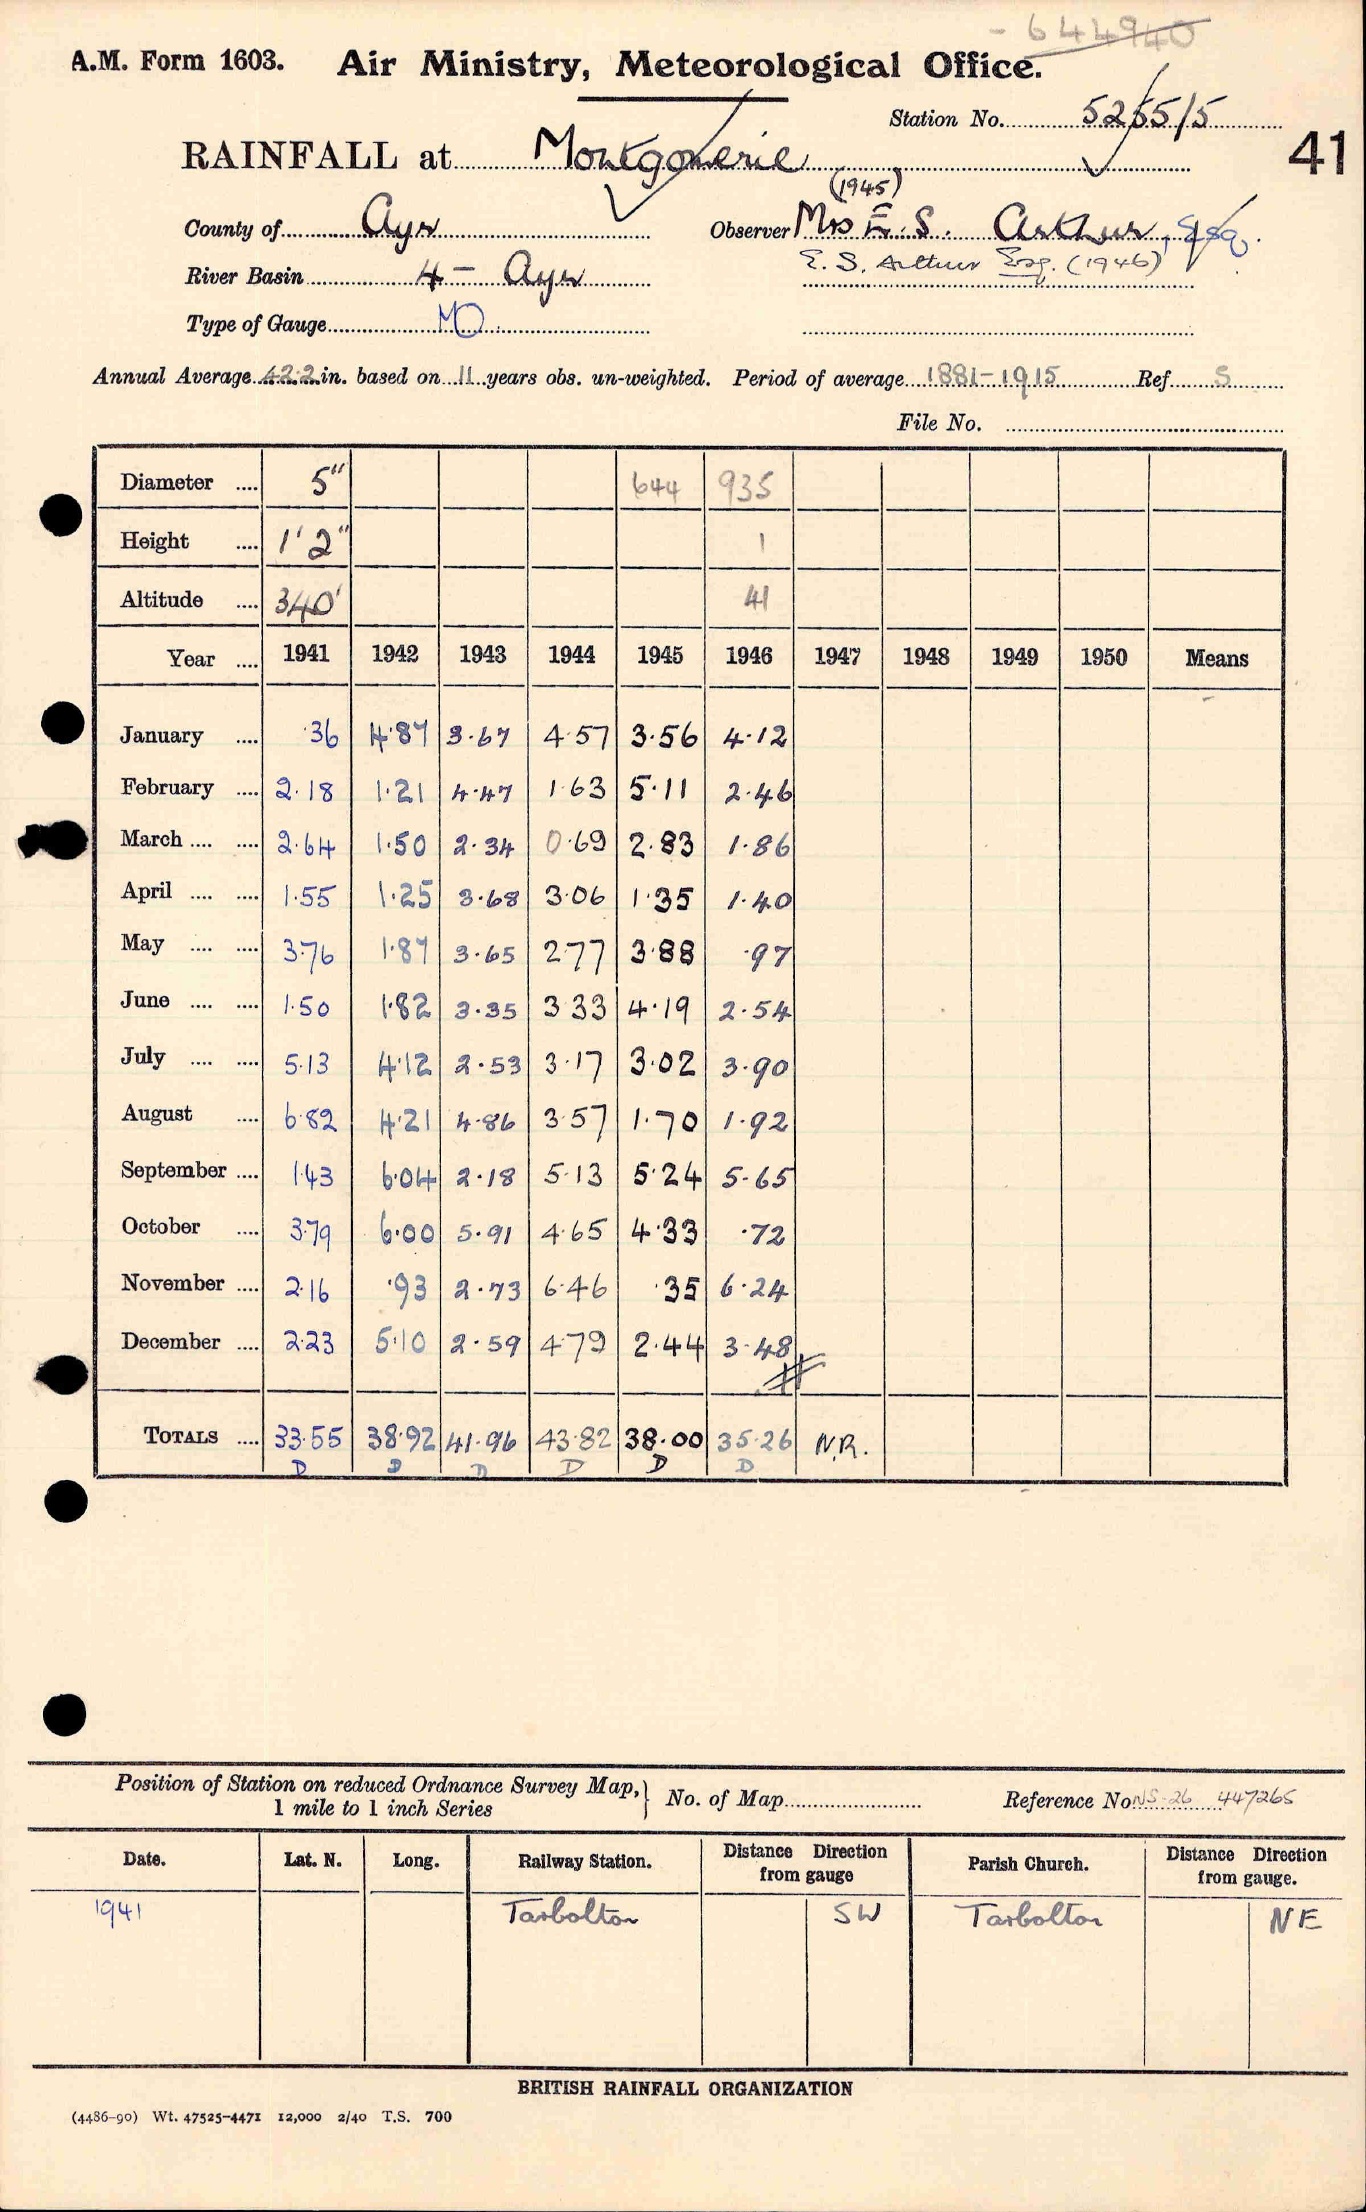 - 644940
A.M. Form 1603. Air Ministry, Meteorological Office.
Station No. 5255/5
41
RAINFALL at Montgomerie
(1945)
County of Ayr Observer Mrs E. S. Arthur, Esq.
E. S. Arthur Esq. (1946)
River Basin 4 - Ayr
Type of Gauge MO
Annual Average 42.2 in. based on 11 years obs. un-weighted. Period of average 1881-1915 Ref S
File No.
Diameter .... 5" 644 935
Height .... 1' 2" 1
Altitude .... 340' 41
Year .... 1941 1942 1943 1944 1945 1946 1947 1948 1949 1950 Means
January .... ·36 4·87 3·67 4·57 3·56 4·12
February .... 2·18 1·21 4·47 1·63 5·11 2·46
March .... .... 2·64 1·50 2·34 0·69 2·83 1·86
April .... .... 1·55 1·25 3·68 3·06 1·35 1·40
May .... .... 3·76 1·87 3·65 2·77 3·88 ·97
June .... .... 1·50 1·82 3·35 3·33 4·19 2·54
July .... .... 5·13 4·12 2·53 3·17 3·02 3·90
August .... 6·82 4·21 4·86 3·57 1·70 1·92
September .... 1·43 6·04 2·18 5·13 5·24 5·65
October .... 3·79 6·00 5·91 4·65 4·33 ·72
November .... 2·16 ·93 2·73 6·46 ·35 6·24
December .... 2·23 5·10 2·59 4·79 2·44 3·48
TOTALS .... 33·55 38·92 41·96 43·82 38·00 35·26 N.R.
D D D D D D
Position of Station on reduced Ordnance Survey Map, 1 mile to 1 inch Series } No. of Map Reference No NS-26 447265
Date. Lat. N. Long. Railway Station. Distance Direction from gauge Parish Church. Distance Direction from gauge.
1941 Tarbolton SW Tarbolton NE
BRITISH RAINFALL ORGANIZATION
(4486-90) Wt. 47525-4471 12,000 2/40 T.S. 700